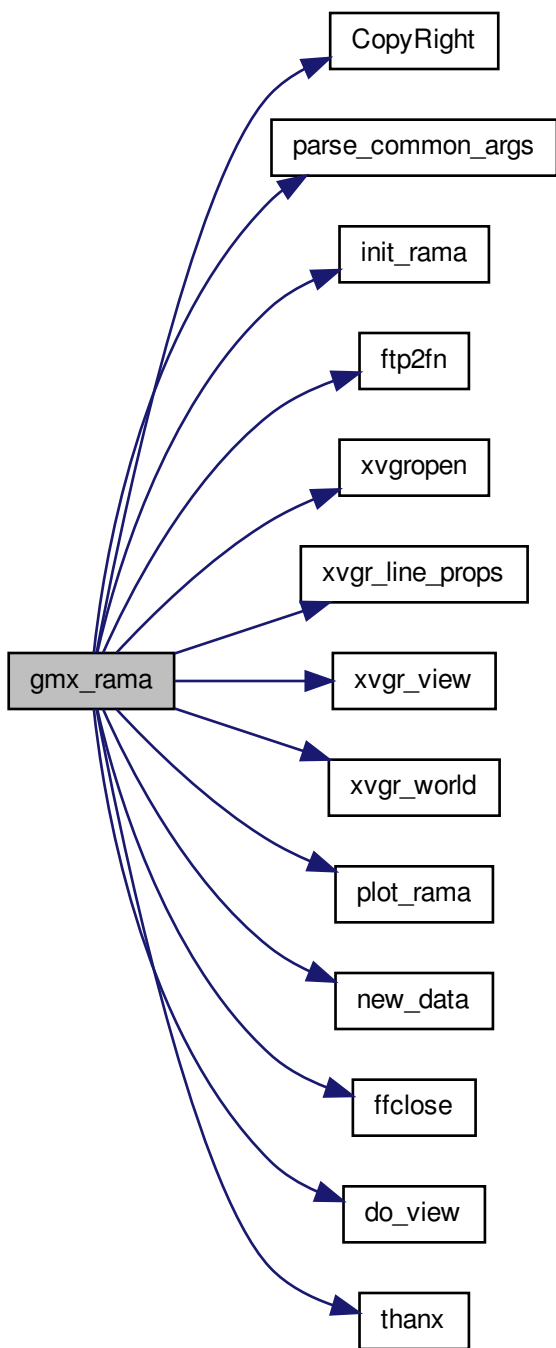 CopyRight
parse_common_args
init_rama
ftp2fn
xvgropen
xvgr_line_props
gmx_rama
xvgr_view
xvgr_world
plot_rama
new_data
ffclose
do_view
thanx